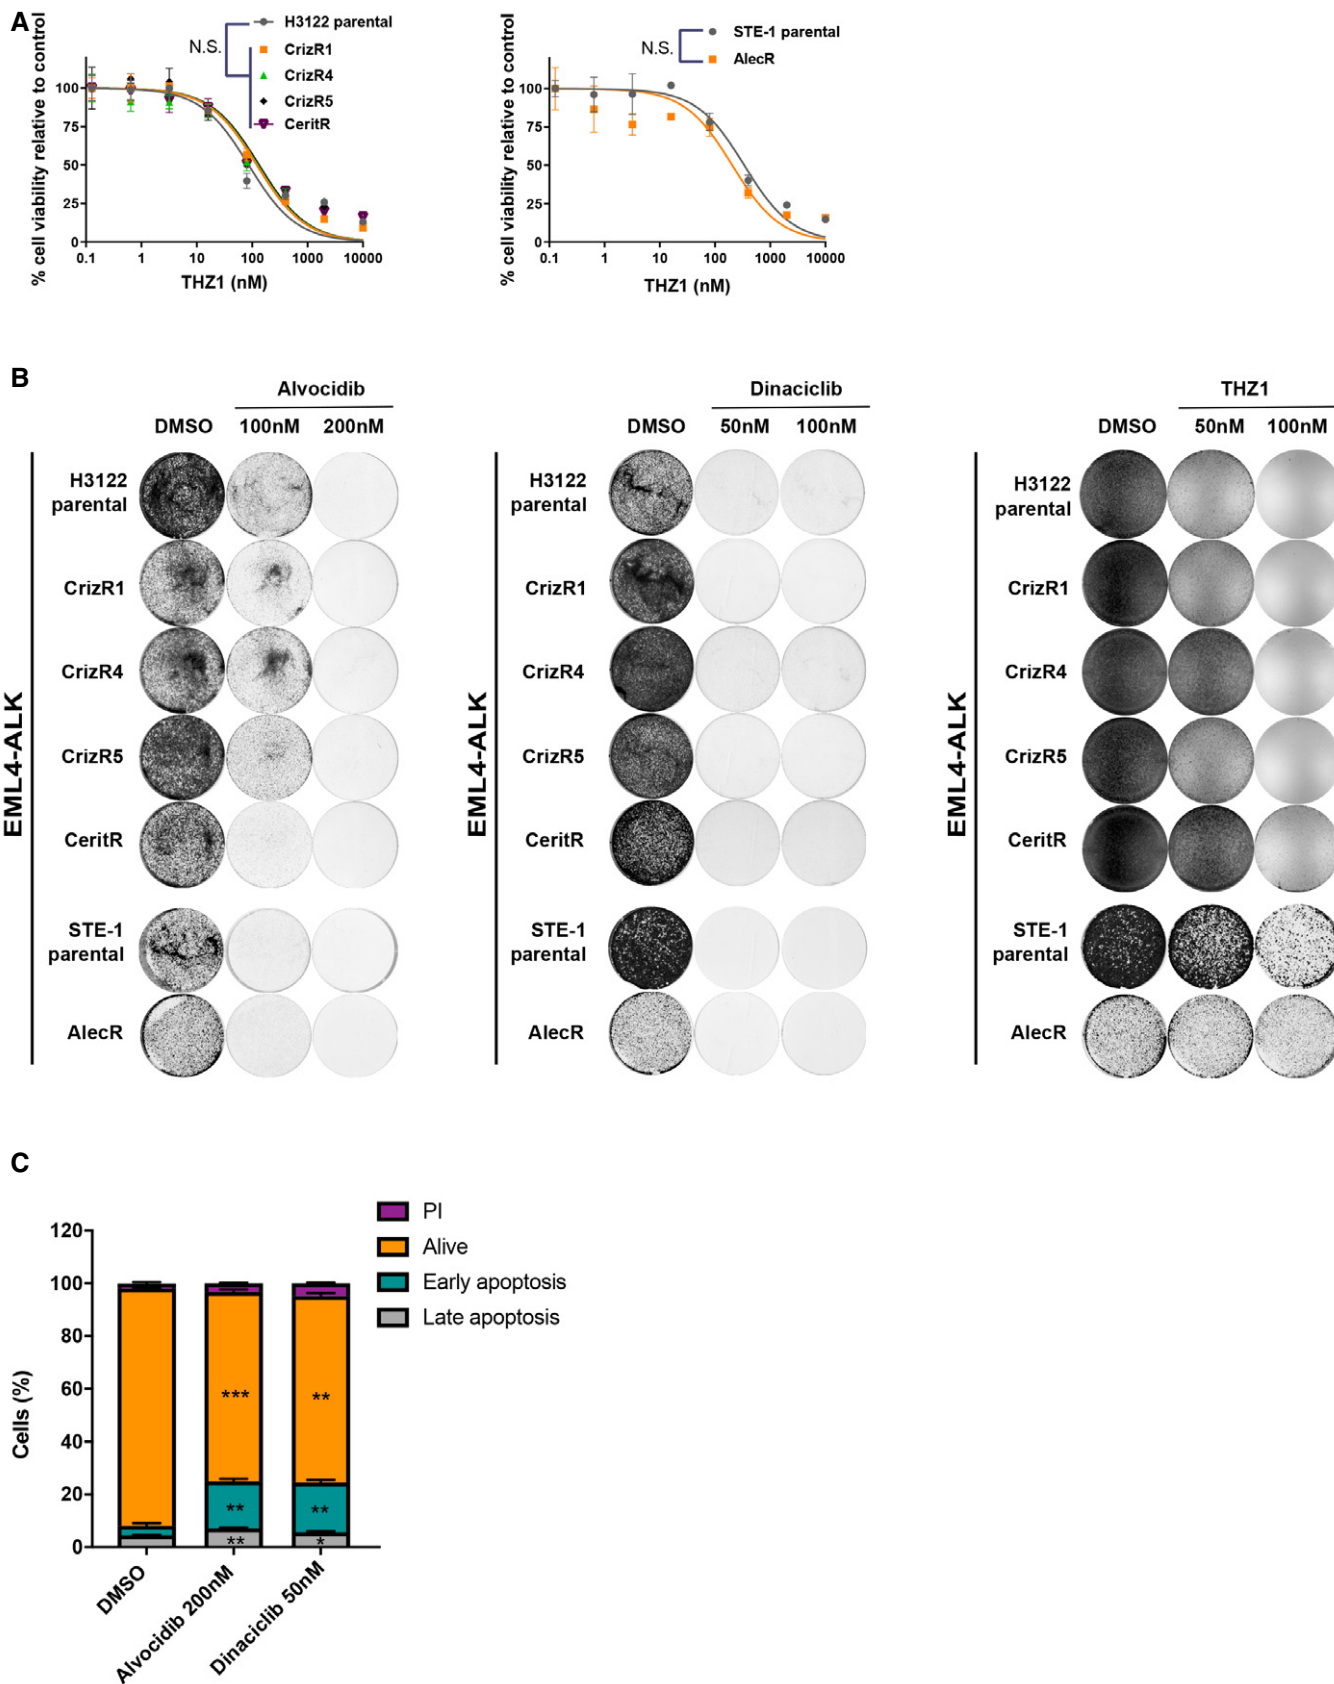 A
% cell viability relative to control
100
75
50
25
0
0.1 1 10 100 1000 10000
THZ1 (nM)
N.S.
H3122 parental
CrizR1
CrizR4
CrizR5
CeritR
% cell viability relative to control
100
75
50
25
0
0.1 1 10 100 1000 10000
THZ1 (nM)
N.S.
STE-1 parental
AlecR
B
Alvocidib
DMSO 100nM 200nM
EML4-ALK
H3122
parental
CrizR1
CrizR4
CrizR5
CeritR
STE-1
parental
AlecR
Dinaciclib
DMSO 50nM 100nM
EML4-ALK
H3122
parental
CrizR1
CrizR4
CrizR5
CeritR
STE-1
parental
AlecR
THZ1
DMSO 50nM 100nM
EML4-ALK
H3122
parental
CrizR1
CrizR4
CrizR5
CeritR
STE-1
parental
AlecR
C
PI
Alive
Early apoptosis
Late apoptosis
Cells (%)
120
100
80
60
40
20
0
*** **
** **
** *
DMSO
Alvocidib 200nM
Dinaciclib 50nM